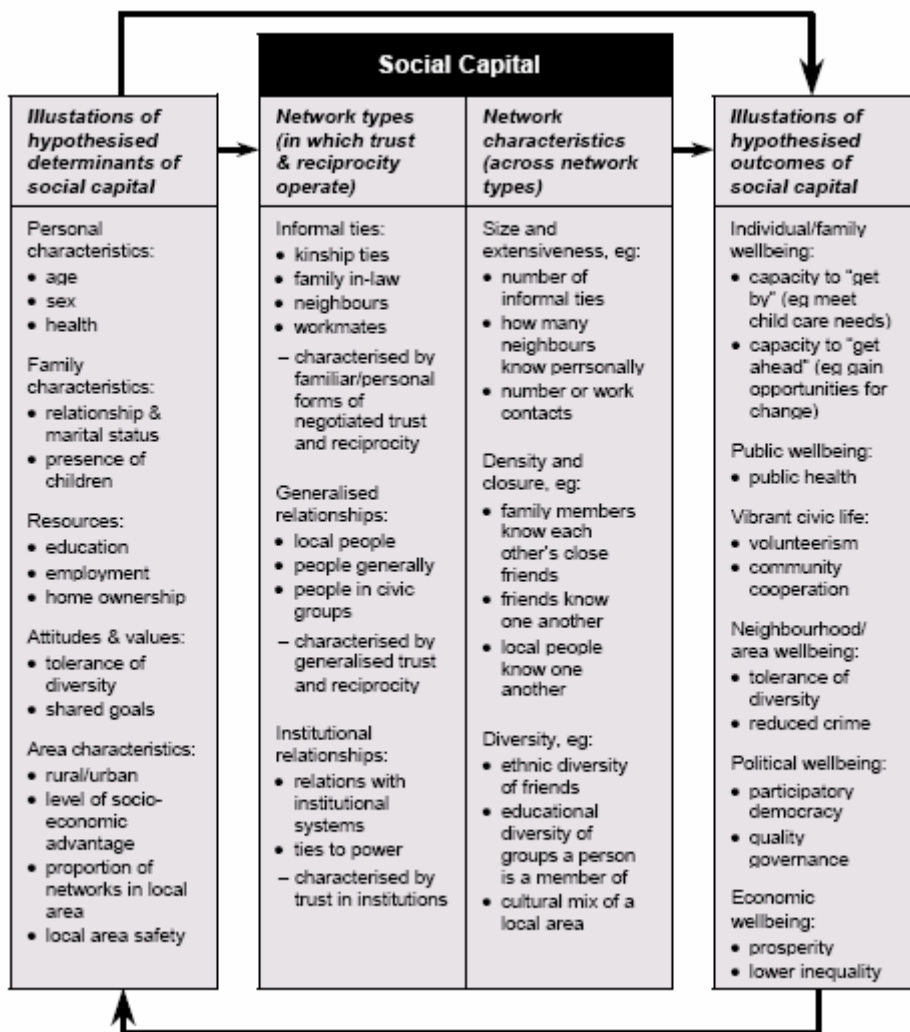 Social Capital
Illustations of
hypothesised
determinants of
social capital
Personal
characteristics:
• age
• sex
• health
Family
characteristics:
• relationship &
marital status
• presence of
children
Resources:
• education
• employment
• home ownership
Attitudes & values:
• tolerance of
diversity
• shared goals
Area characteristics:
• rural/urban
• level of socio-
economic
advantage
• proportion of
networks in local
area
• local area safety
Network types
(in which trust
& reciprocity
operate)
Informal ties:
• kinship ties
• family in-law
• neighbours
• workmates
– characterised by
familiar/personal
forms of
negotiated trust
and reciprocity
Generalised
relationships:
• local people
• people generally
• people in civic
groups
– characterised by
generalised trust
and reciprocity
Institutional
relationships:
• relations with
institutional
systems
• ties to power
– characterised by
trust in institutions
Network
characteristics
(across network
types)
Size and
extensiveness, eg:
• number of
informal ties
• how many
neighbours
know perrsonally
• number or work
contacts
Density and
closure, eg:
• family members
know each
other's close
friends
• friends know
one another
• local people
know one
another
Diversity, eg:
• ethnic diversity
of friends
• educational
diversity of
groups a person
is a member of
• cultural mix of a
local area
Illustations of
hypothesised
outcomes of
social capital
Individual/family
wellbeing:
• capacity to "get
by" (eg meet
child care needs)
• capacity to "get
ahead" (eg gain
opportunities for
change)
Public wellbeing:
• public health
Vibrant civic life:
• volunteerism
• community
cooperation
Neighbourhood/
area wellbeing:
• tolerance of
diversity
• reduced crime
Political wellbeing:
• participatory
democracy
• quality
governance
Economic
wellbeing:
• prosperity
• lower inequality